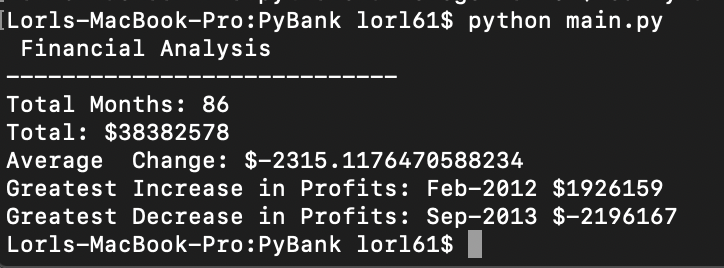 Lorls-MacBook-Pro:PyBank lorl61$ python main.py
Financial Analysis
----------------------------
Total Months: 86
Total: $38382578
Average  Change: $-2315.1176470588234
Greatest Increase in Profits: Feb-2012 $1926159
Greatest Decrease in Profits: Sep-2013 $-2196167
Lorls-MacBook-Pro:PyBank lorl61$